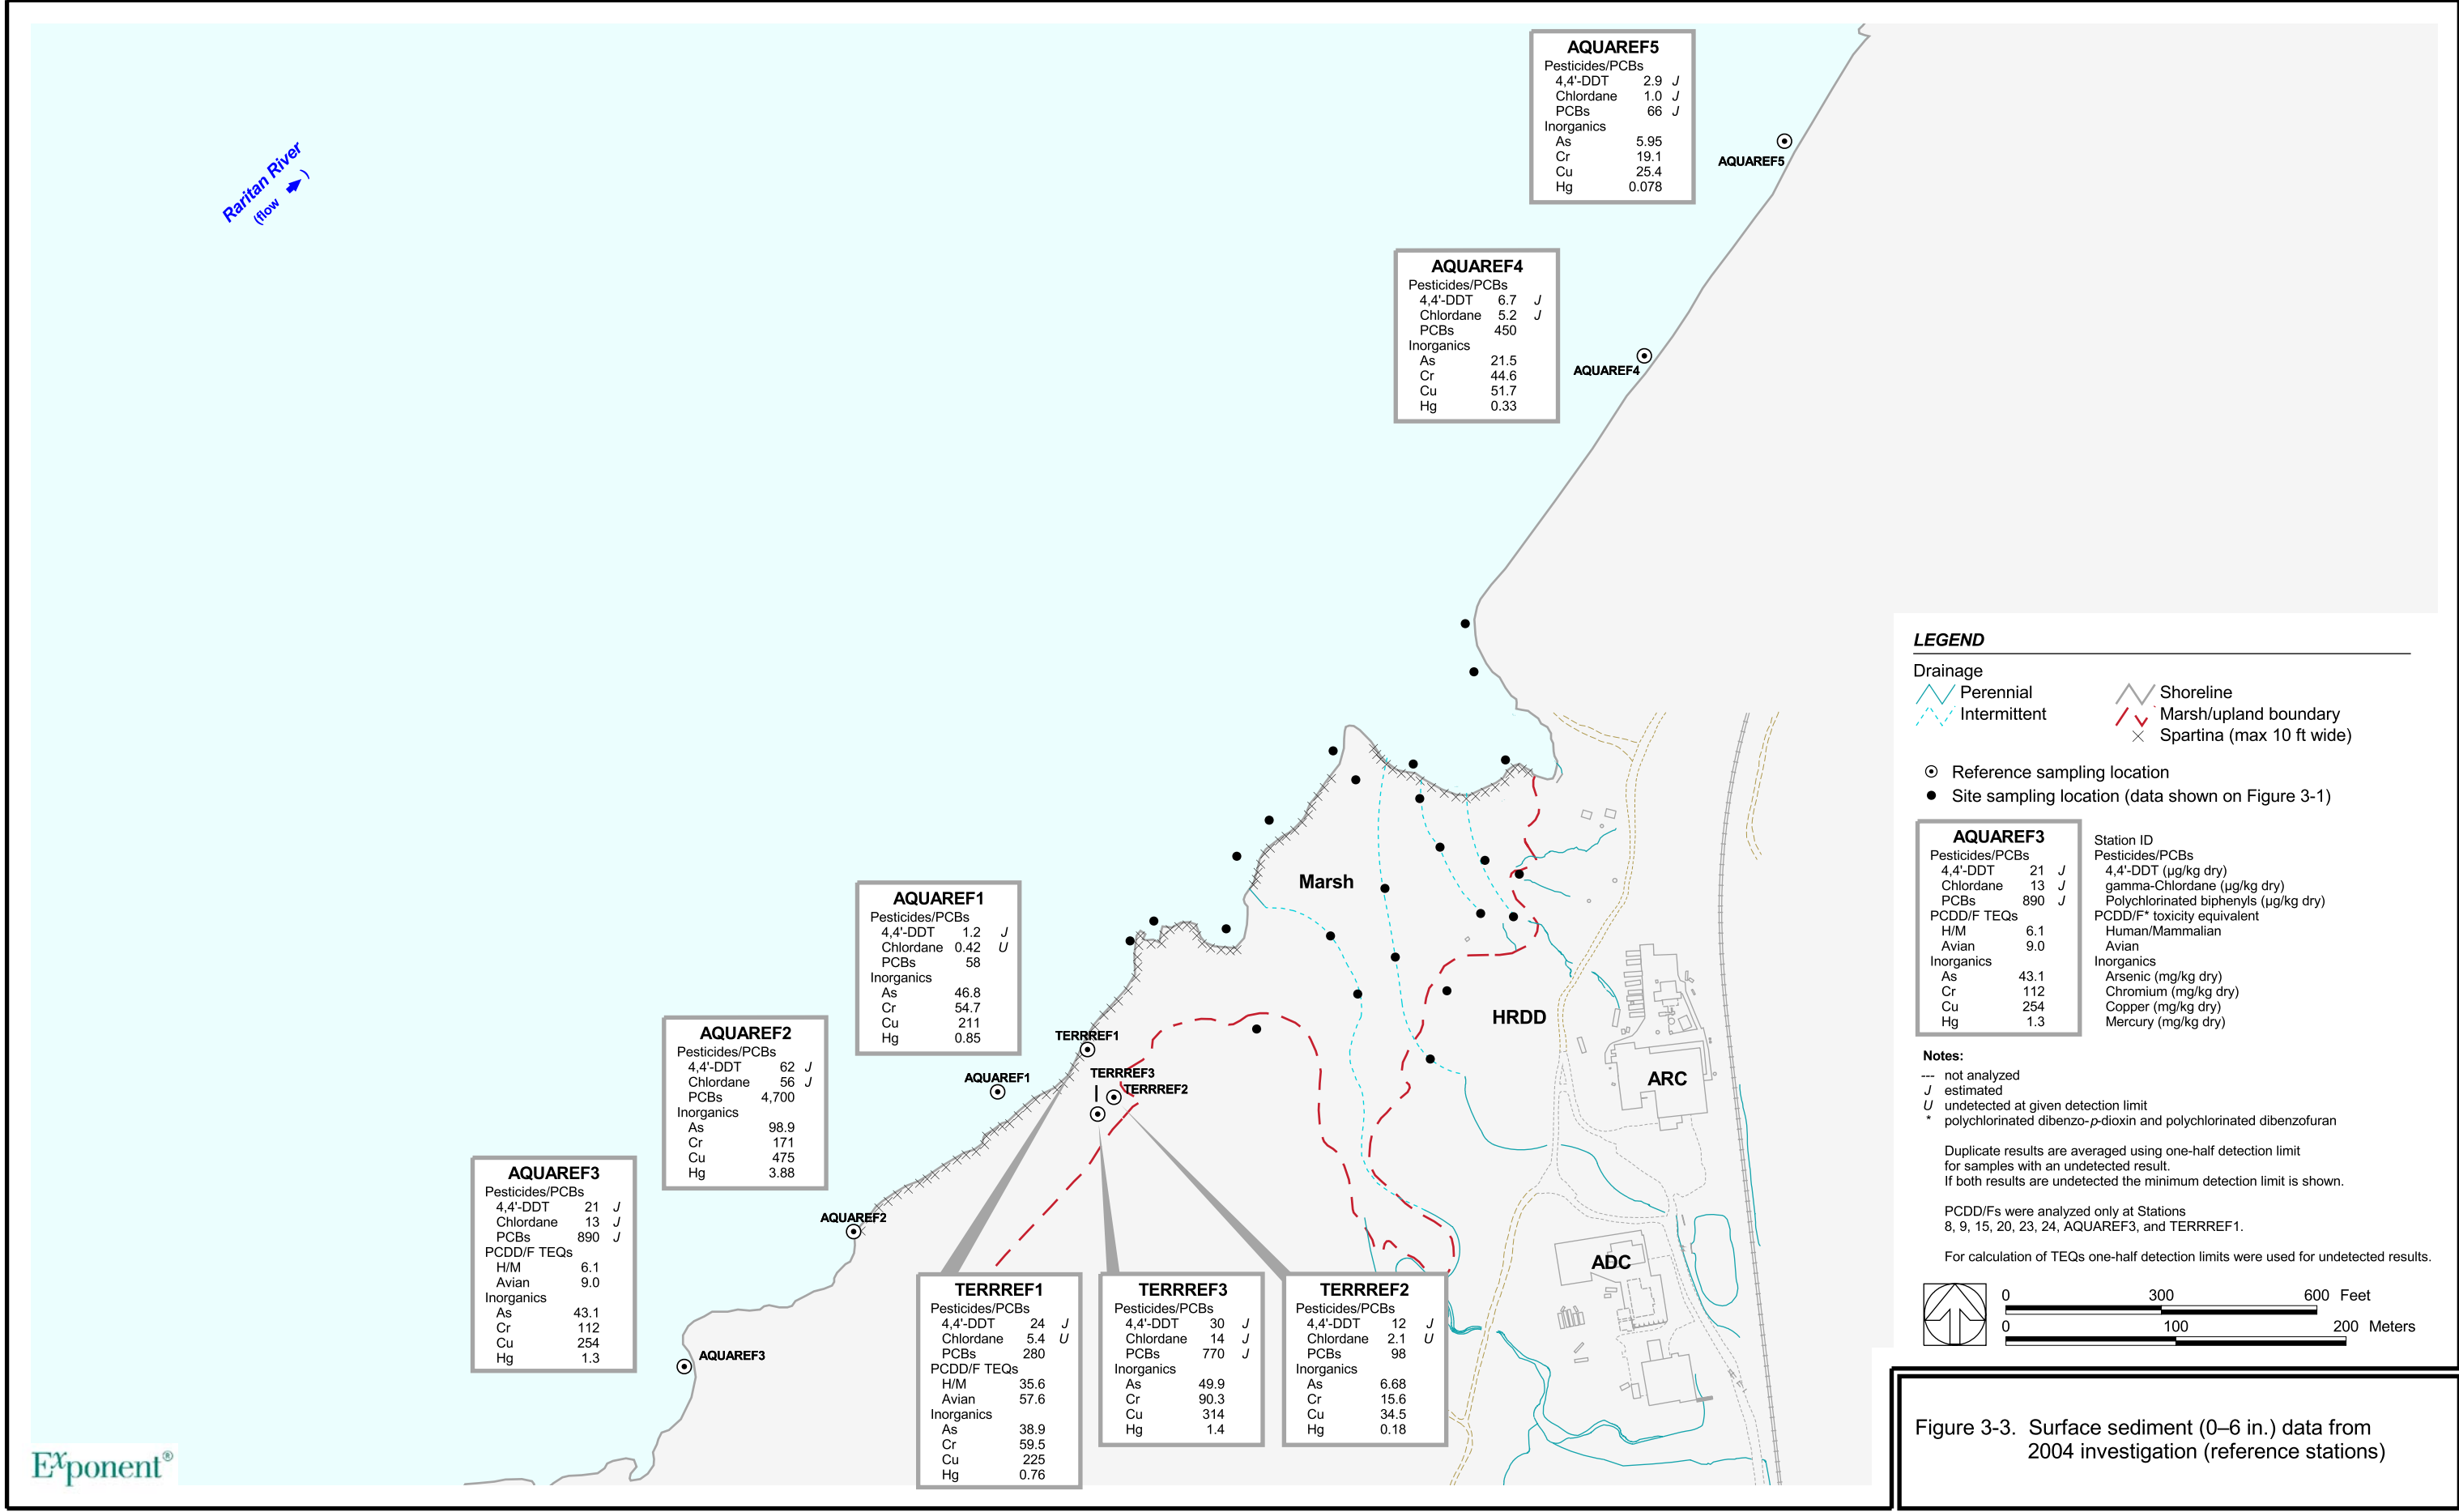 AQUAREF5
Pesticides/PCBs
4,4'-DDT 2.9 J
Chlordane 1.0 J
PCBs 66 J
Inorganics
As 5.95
Cr 19.1
Cu 25.4
Hg 0.078
AQUAREF5
Raritan River
(flow )
AQUAREF4
Pesticides/PCBs
4,4'-DDT 6.7 J
Chlordane 5.2 J
PCBs 450
Inorganics
As 21.5
Cr 44.6
Cu 51.7
Hg 0.33
AQUAREF4
Marsh
HRDD
ARC
ADC
AQUAREF1
Pesticides/PCBs
4,4'-DDT 1.2 J
Chlordane 0.42 U
PCBs 58
Inorganics
As 46.8
Cr 54.7
Cu 211
Hg 0.85
TERRREF1
AQUAREF1
TERRREF3
TERRREF2
AQUAREF2
Pesticides/PCBs
4,4'-DDT 62 J
Chlordane 56 J
PCBs 4,700
Inorganics
As 98.9
Cr 171
Cu 475
Hg 3.88
AQUAREF2
AQUAREF3
Pesticides/PCBs
4,4'-DDT 21 J
Chlordane 13 J
PCBs 890 J
PCDD/F TEQs
H/M 6.1
Avian 9.0
Inorganics
As 43.1
Cr 112
Cu 254
Hg 1.3
AQUAREF3
TERRREF1
Pesticides/PCBs
4,4'-DDT 24 J
Chlordane 5.4 U
PCBs 280
PCDD/F TEQs
H/M 35.6
Avian 57.6
Inorganics
As 38.9
Cr 59.5
Cu 225
Hg 0.76
TERRREF3
Pesticides/PCBs
4,4'-DDT 30 J
Chlordane 14 J
PCBs 770 J
Inorganics
As 49.9
Cr 90.3
Cu 314
Hg 1.4
TERRREF2
Pesticides/PCBs
4,4'-DDT 12 J
Chlordane 2.1 U
PCBs 98
Inorganics
As 6.68
Cr 15.6
Cu 34.5
Hg 0.18
LEGEND
Drainage
Perennial
Intermittent
Shoreline
Marsh/upland boundary
Spartina (max 10 ft wide)
Reference sampling location
Site sampling location (data shown on Figure 3-1)
AQUAREF3
Pesticides/PCBs
4,4'-DDT 21 J
Chlordane 13 J
PCBs 890 J
PCDD/F TEQs
H/M 6.1
Avian 9.0
Inorganics
As 43.1
Cr 112
Cu 254
Hg 1.3
Station ID
Pesticides/PCBs
4,4'-DDT (µg/kg dry)
gamma-Chlordane (µg/kg dry)
Polychlorinated biphenyls (µg/kg dry)
PCDD/F* toxicity equivalent
Human/Mammalian
Avian
Inorganics
Arsenic (mg/kg dry)
Chromium (mg/kg dry)
Copper (mg/kg dry)
Mercury (mg/kg dry)
Notes:
--- not analyzed
J estimated
U undetected at given detection limit
* polychlorinated dibenzo-p-dioxin and polychlorinated dibenzofuran
Duplicate results are averaged using one-half detection limit
for samples with an undetected result.
If both results are undetected the minimum detection limit is shown.
PCDD/Fs were analyzed only at Stations
8, 9, 15, 20, 23, 24, AQUAREF3, and TERRREF1.
For calculation of TEQs one-half detection limits were used for undetected results.
0 300 600 Feet
0 100 200 Meters
Exponent®
Figure 3-3. Surface sediment (0–6 in.) data from
2004 investigation (reference stations)